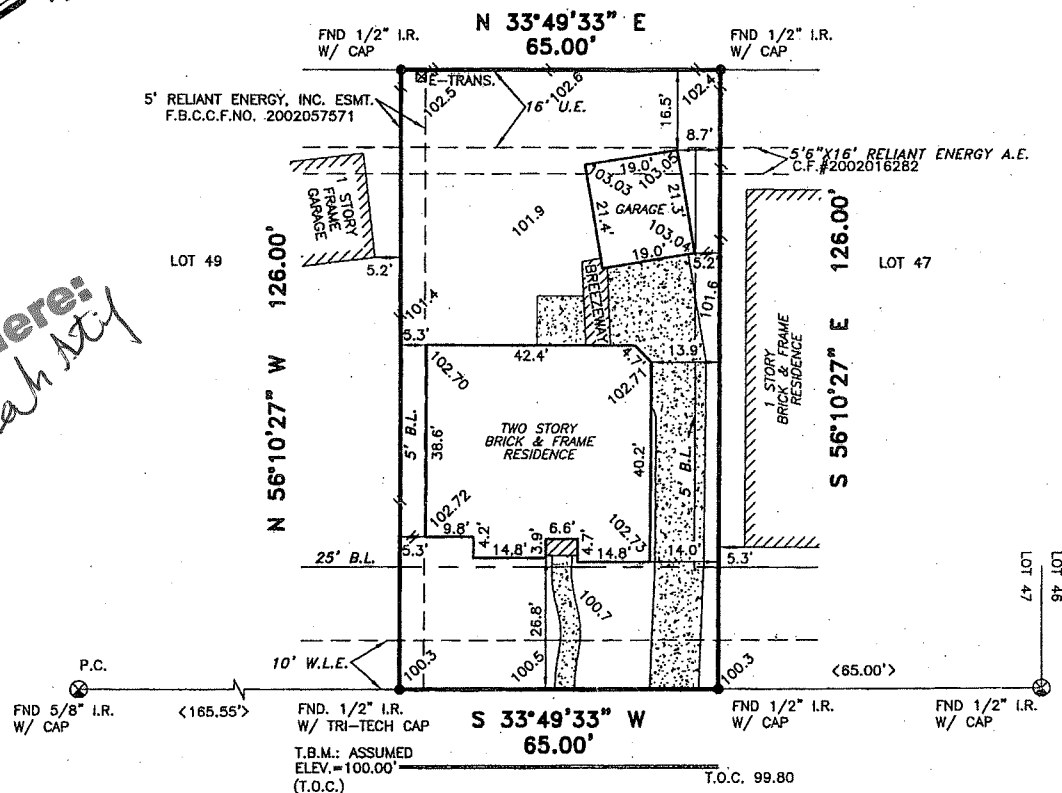 N 33°49'33" E
65.00'
FND 1/2" I.R.
W/ CAP
FND 1/2" I.R.
W/ CAP
E-TRANS.
102.5
102.6
102.4
16' U.E.
16.5'
5' RELIANT ENERGY, INC. ESMT.
F.B.C.C.F.NO. 2002057571
8.7'
5'6"X16' RELIANT ENERGY A.E.
C.F.#2002016282
1 STORY
FRAME
GARAGE
19.0'
103.03
103.05
21.4'
GARAGE
21.3'
103.04
19.0'
5.2'
101.9
LOT 49
5.2'
N 56°10'27" W 126.00'
LOT 47
S 56°10'27" E 126.00'
here:
BREEZEWAY
101.6
101.4
5.3'
42.4'
4.7'
13.9'
102.70
102.71
1 STORY
BRICK & FRAME
RESIDENCE
TWO STORY
BRICK & FRAME
RESIDENCE
5' B.L.
38.6'
40.2'
5' B.L.
102.72
102.73
9.8'
4.2'
14.8'
3.9'
6.6'
4.7'
14.8'
14.0'
5.3'
5.3'
25' B.L.
LOT 47
LOT 46
100.7
26.8'
10' W.L.E.
100.3
100.5
100.3
P.C.
<65.00'>
FND 5/8" I.R.
W/ CAP
<165.55'>
FND. 1/2" I.R.
W/ TRI-TECH CAP
S 33°49'33" W
65.00'
FND 1/2" I.R.
W/ CAP
FND 1/2" I.R.
W/ CAP
T.B.M.: ASSUMED
ELEV.=100.00'
(T.O.C.)
T.O.C. 99.80